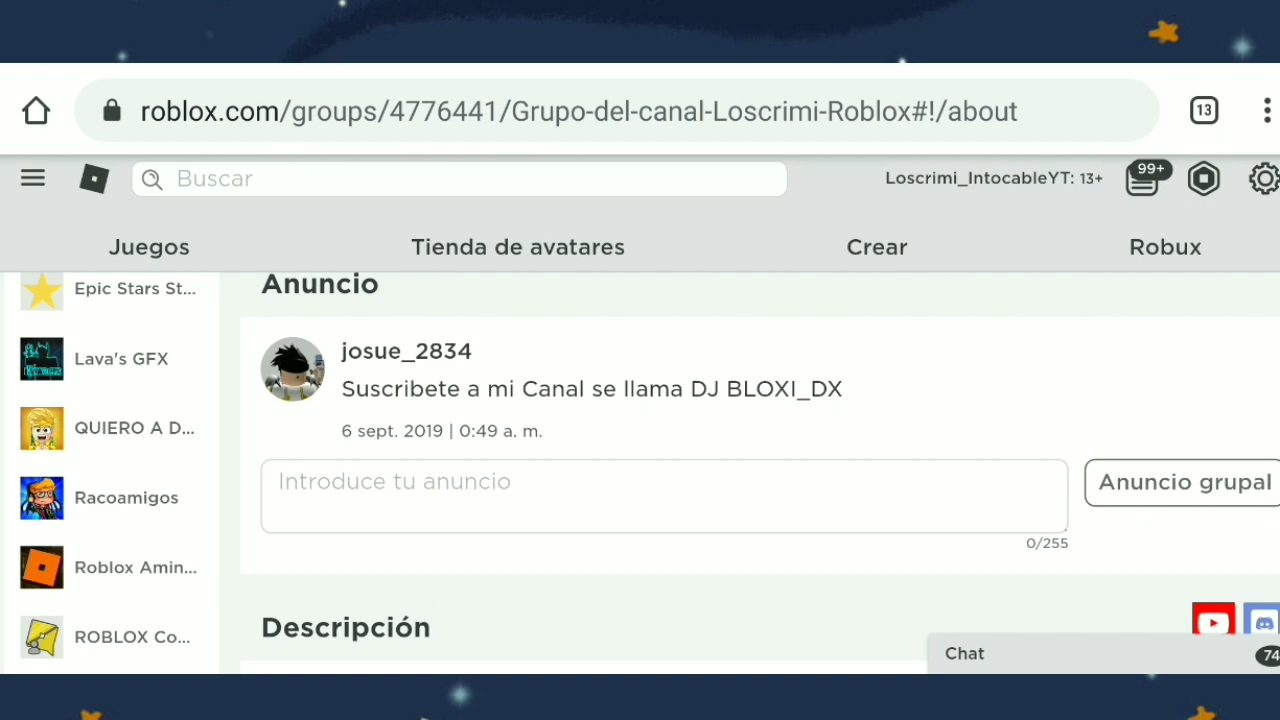 roblox.com/groups/4776441/Grupo-del-canal-Loscrimi-Roblox#!/about
13
Buscar
Loscrimi_IntocableYT: 13+
99+
Juegos
Tienda de avatares
Crear
Robux
Epic Stars St...
Lava's GFX
QUIERO A D...
Racoamigos
Roblox Amin...
ROBLOX Co...
Anuncio
josue_2834
Suscribete a mi Canal se llama DJ BLOXI_DX
6 sept. 2019 | 0:49 a. m.
Introduce tu anuncio
Anuncio grupal
0/255
Descripción
Chat
74